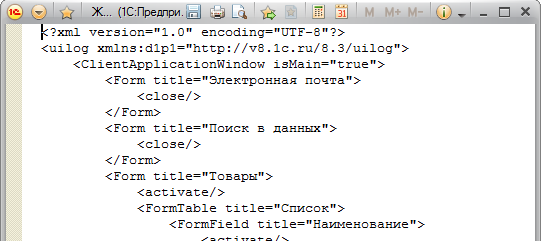 Ж... (1С:Предпри...
M M+ M-
31
<?xml version="1.0" encoding="UTF-8"?>
<uilog xmlns:d1p1="http://v8.1c.ru/8.3/uilog">
<ClientApplicationWindow isMain="true">
<Form title="Электронная почта">
<close/>
</Form>
<Form title="Поиск в данных">
<close/>
</Form>
<Form title="Товары">
<activate/>
<FormTable title="Список">
<FormField title="Наименование">
<activate/>